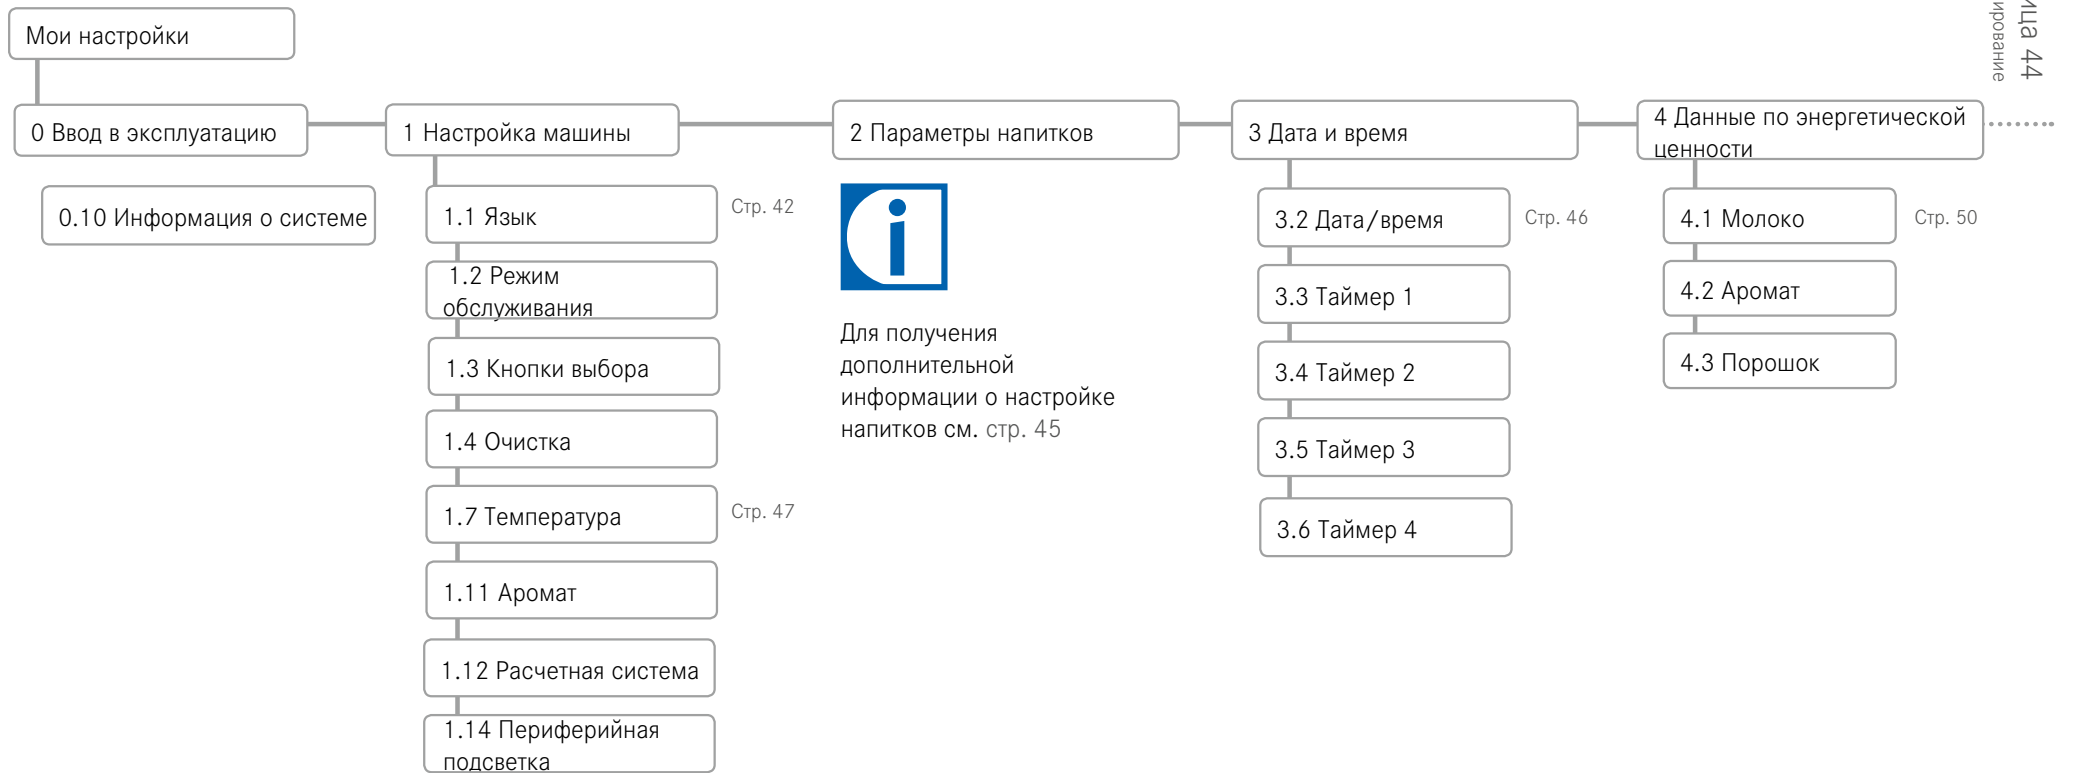 Мои настройки
0 Ввод в эксплуатацию
0.10 Информация о системе
1 Настройка машины
1.1 Язык
Стр. 42
1.2 Режим
обслуживания
1.3 Кнопки выбора
1.4 Очистка
1.7 Температура
Стр. 47
1.11 Аромат
1.12 Расчетная система
1.14 Периферийная
подсветка
2 Параметры напитков
i
Для получения
дополнительной
информации о настройке
напитков см. стр. 45
3 Дата и время
3.2 Дата/время
Стр. 46
3.3 Таймер 1
3.4 Таймер 2
3.5 Таймер 3
3.6 Таймер 4
4 Данные по энергетической
ценности
4.1 Молоко
Стр. 50
4.2 Аромат
4.3 Порошок
44